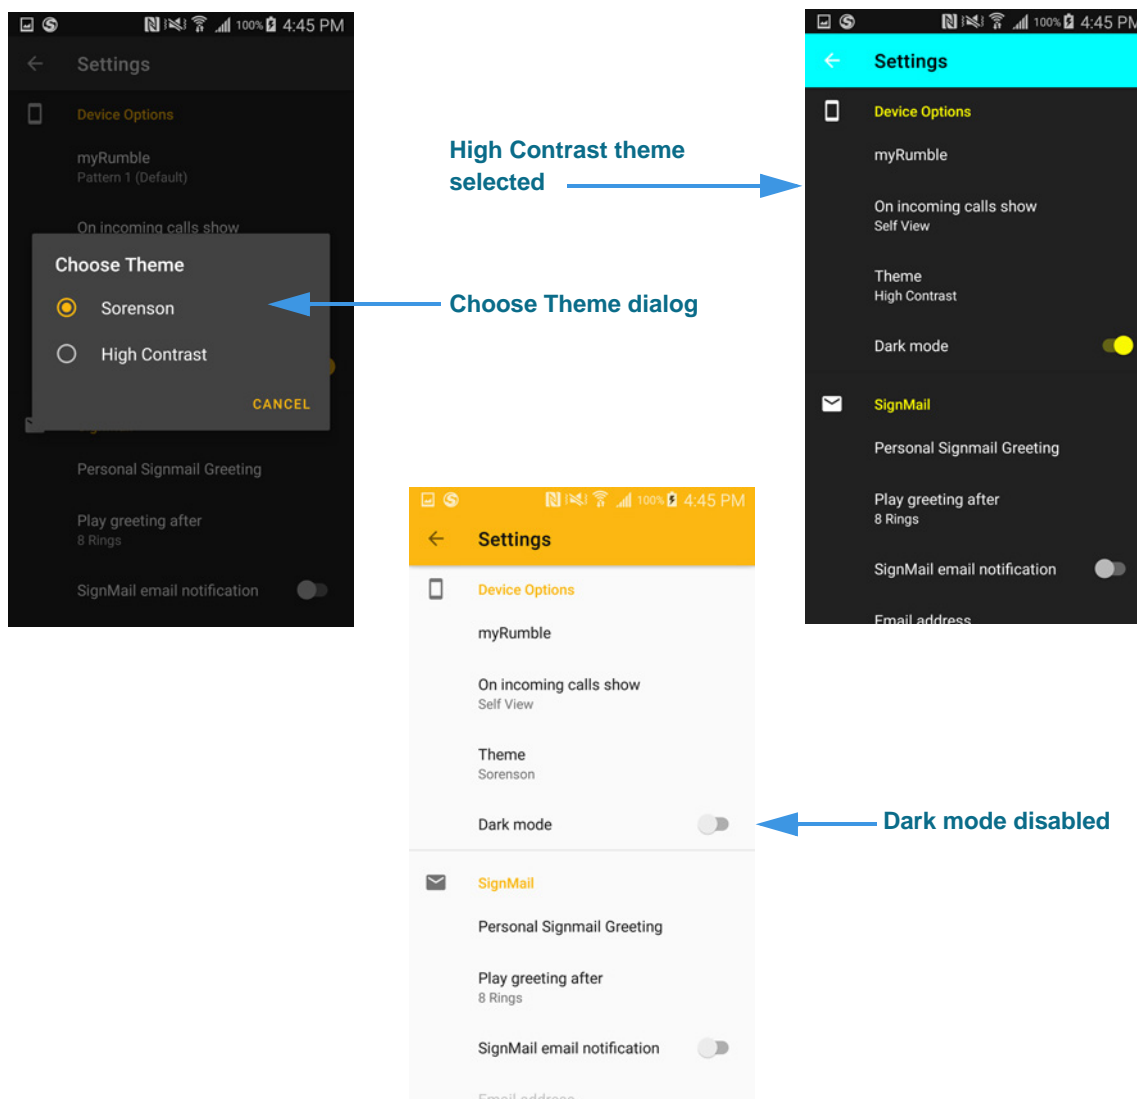 100% 4:45 PM
Settings
Device Options
myRumble
Pattern 1 (Default)
On incoming calls show
Choose Theme
Sorenson
High Contrast
CANCEL
Personal Signmail Greeting
Play greeting after
8 Rings
SignMail email notification
High Contrast theme
selected
Choose Theme dialog
100% 4:45 PM
Settings
Device Options
myRumble
On incoming calls show
Self View
Theme
High Contrast
Dark mode
SignMail
Personal Signmail Greeting
Play greeting after
8 Rings
SignMail email notification
Email address
100% 4:45 PM
Settings
Device Options
myRumble
On incoming calls show
Self View
Theme
Sorenson
Dark mode
SignMail
Personal Signmail Greeting
Play greeting after
8 Rings
SignMail email notification
Email address
Dark mode disabled